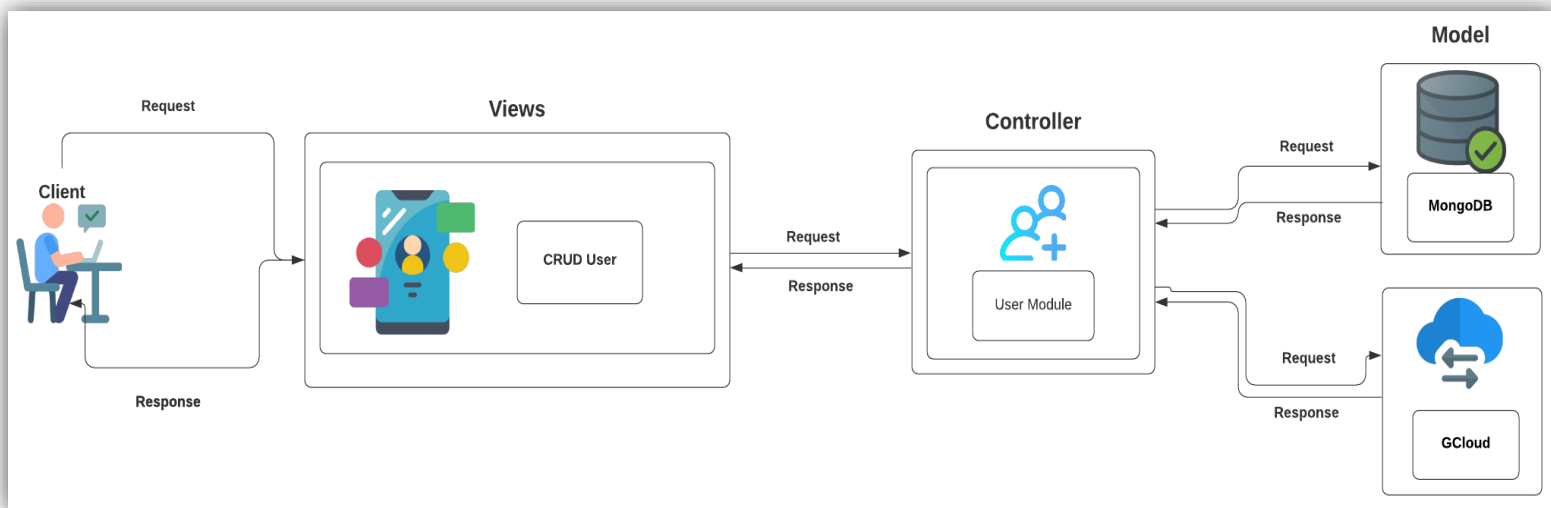 Model
Request
Views
Controller
Request
Client
MongoDB
Response
Request
CRUD User
Response
User Module
Request
Response
Response
GCloud